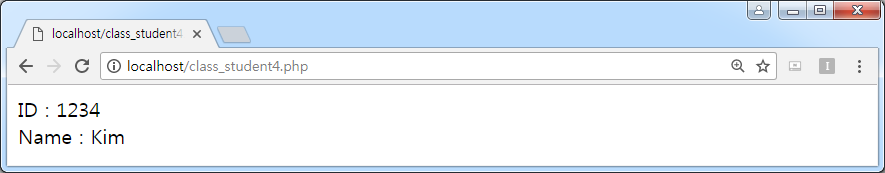 localhost/class_student4
localhost/class_student4.php
ID : 1234
Name : Kim